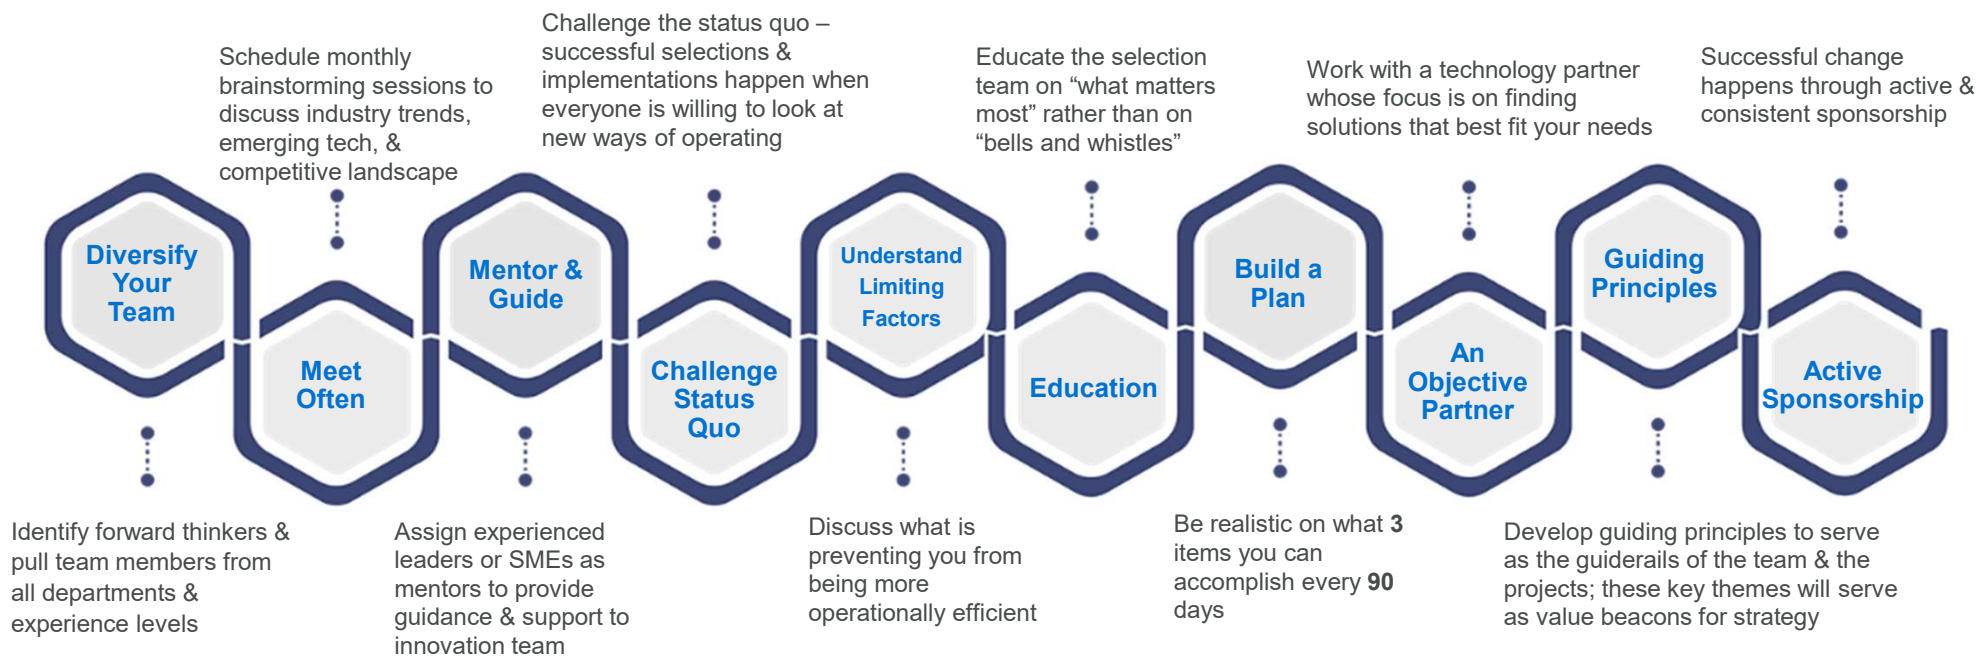 Schedule monthly
brainstorming sessions to
discuss industry trends,
emerging tech, &
competitive landscape
Challenge the status quo –
successful selections &
implementations happen when
everyone is willing to look at
new ways of operating
Educate the selection
team on “what matters
most” rather than on
“bells and whistles”
Work with a technology partner
whose focus is on finding
solutions that best fit your needs
Successful change
happens through active &
consistent sponsorship
Diversify
Your
Team
Meet
Often
Mentor &
Guide
Challenge
Status
Quo
Understand
Limiting
Factors
Education
Build a
Plan
An
Objective
Partner
Guiding
Principles
Active
Sponsorship
Identify forward thinkers &
pull team members from
all departments &
experience levels
Assign experienced
leaders or SMEs as
mentors to provide
guidance & support to
innovation team
Discuss what is
preventing you from
being more
operationally efficient
Be realistic on what 3
items you can
accomplish every 90
days
Develop guiding principles to serve
as the guiderails of the team & the
projects; these key themes will serve
as value beacons for strategy